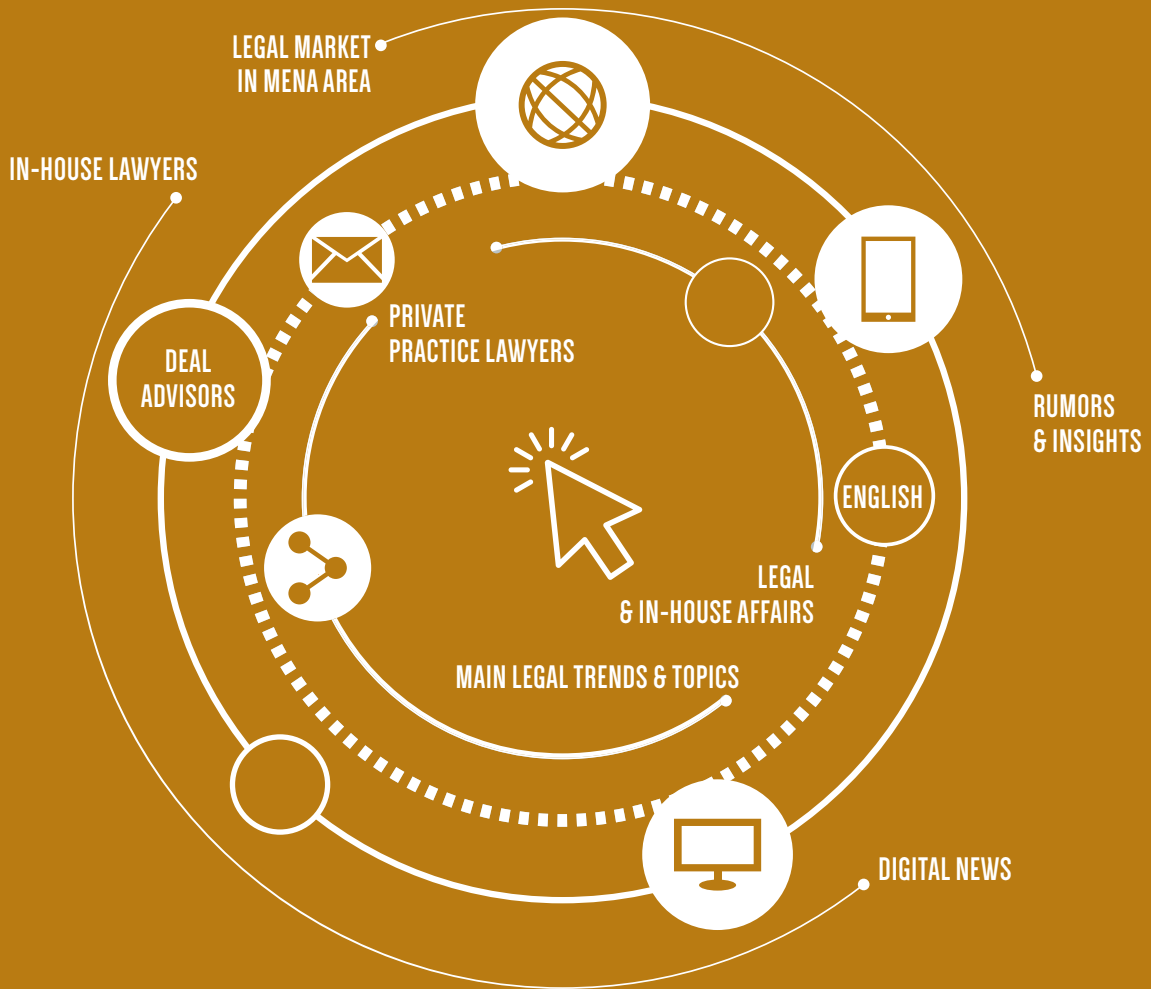 LEGAL MARKET
IN MENA AREA
IN-HOUSE LAWYERS
PRIVATE
PRACTICE LAWYERS
DEAL
ADVISORS
RUMORS
& INSIGHTS
ENGLISH
LEGAL
& IN-HOUSE AFFAIRS
MAIN LEGAL TRENDS & TOPICS
DIGITAL NEWS